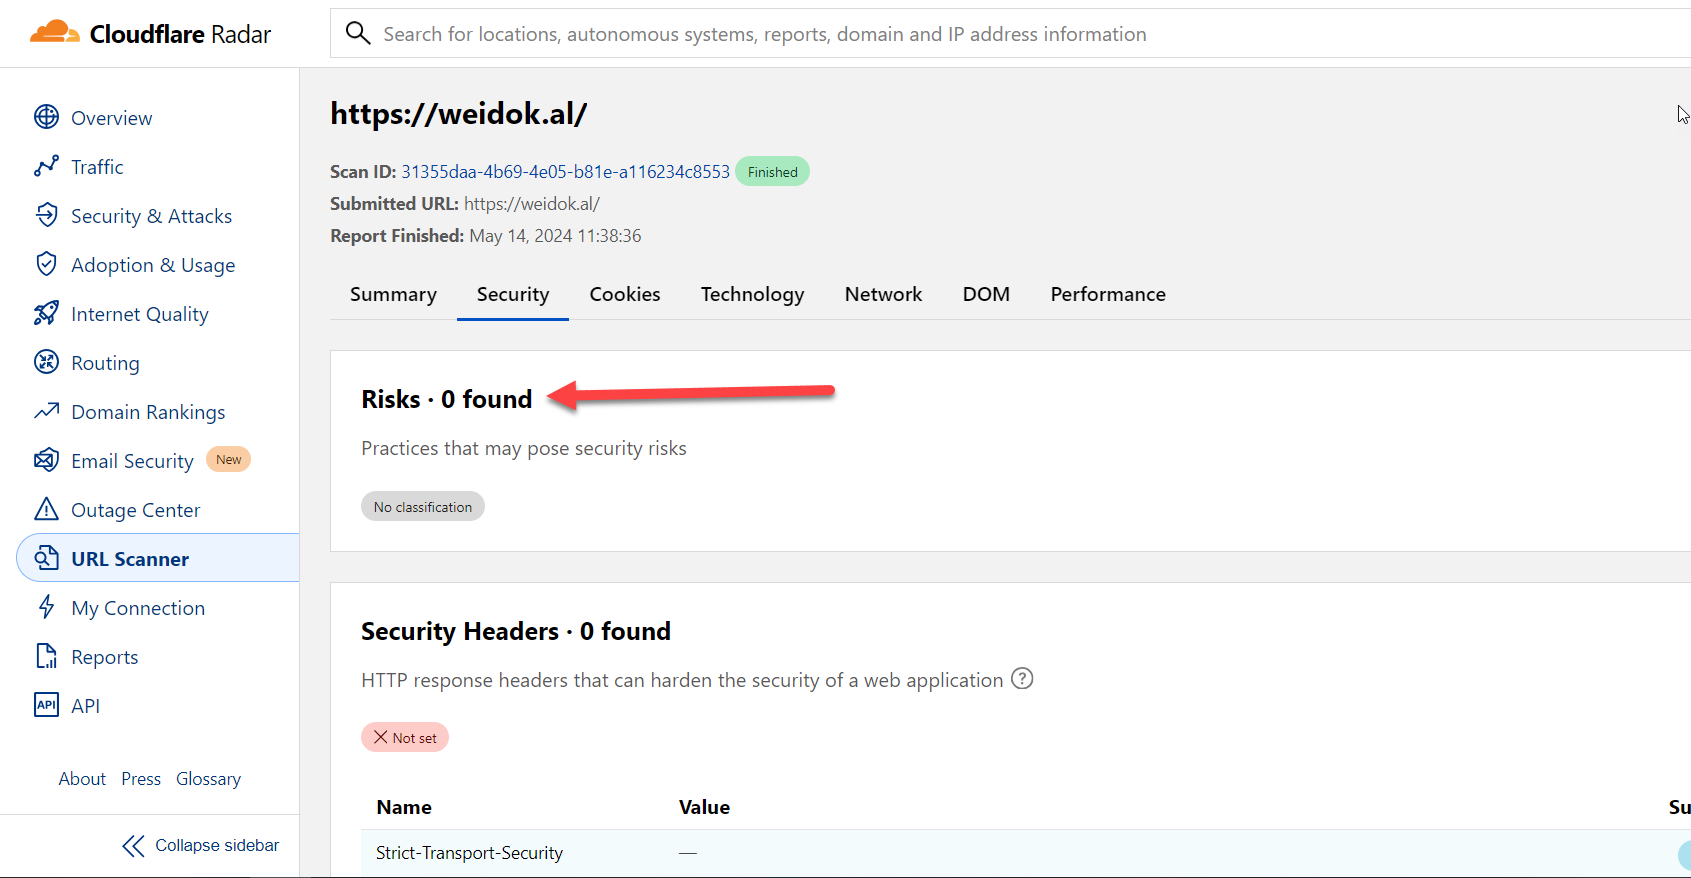 Cloudflare Radar
Search for locations, autonomous systems, reports, domain and IP address information
Overview
Traffic
Security & Attacks
Adoption & Usage
Internet Quality
Routing
Domain Rankings
Email Security New
Outage Center
URL Scanner
My Connection
Reports
API API
About Press Glossary
Collapse sidebar
https://weidok.al/
Scan ID: 31355daa-4b69-4e05-b81e-a116234c8553 Finished
Submitted URL: https://weidok.al/
Report Finished: May 14, 2024 11:38:36
Summary Security Cookies Technology Network DOM Performance
Risks · 0 found
Practices that may pose security risks
No classification
Security Headers · 0 found
HTTP response headers that can harden the security of a web application ?
Not set
Name Value Su
Strict-Transport-Security —